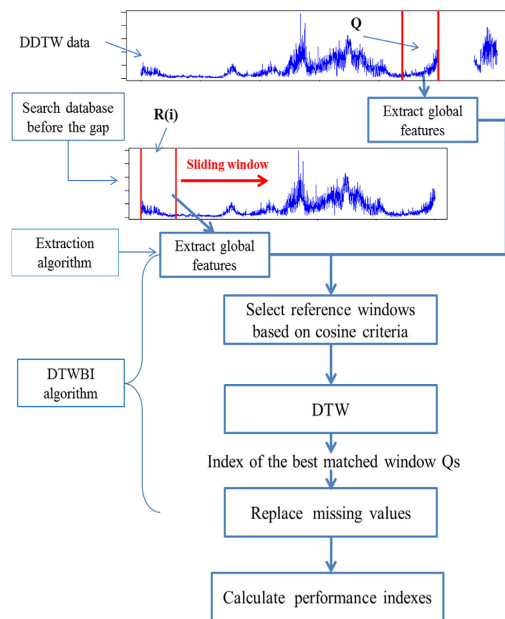 Q
DDTW data
Extract global
features
Search database
before the gap
R(i)
Sliding window
Extraction
algorithm
Extract global
features
Select reference windows
based on cosine criteria
DTWBI
algorithm
DTW
Index of the best matched window Qs
Replace missing values
Calculate performance indexes